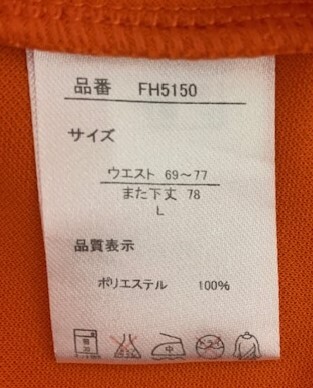 品番 FH5150
サイズ
ウエスト 69～77
また下丈 78
L
品質表示
ポリエステル 100%
中